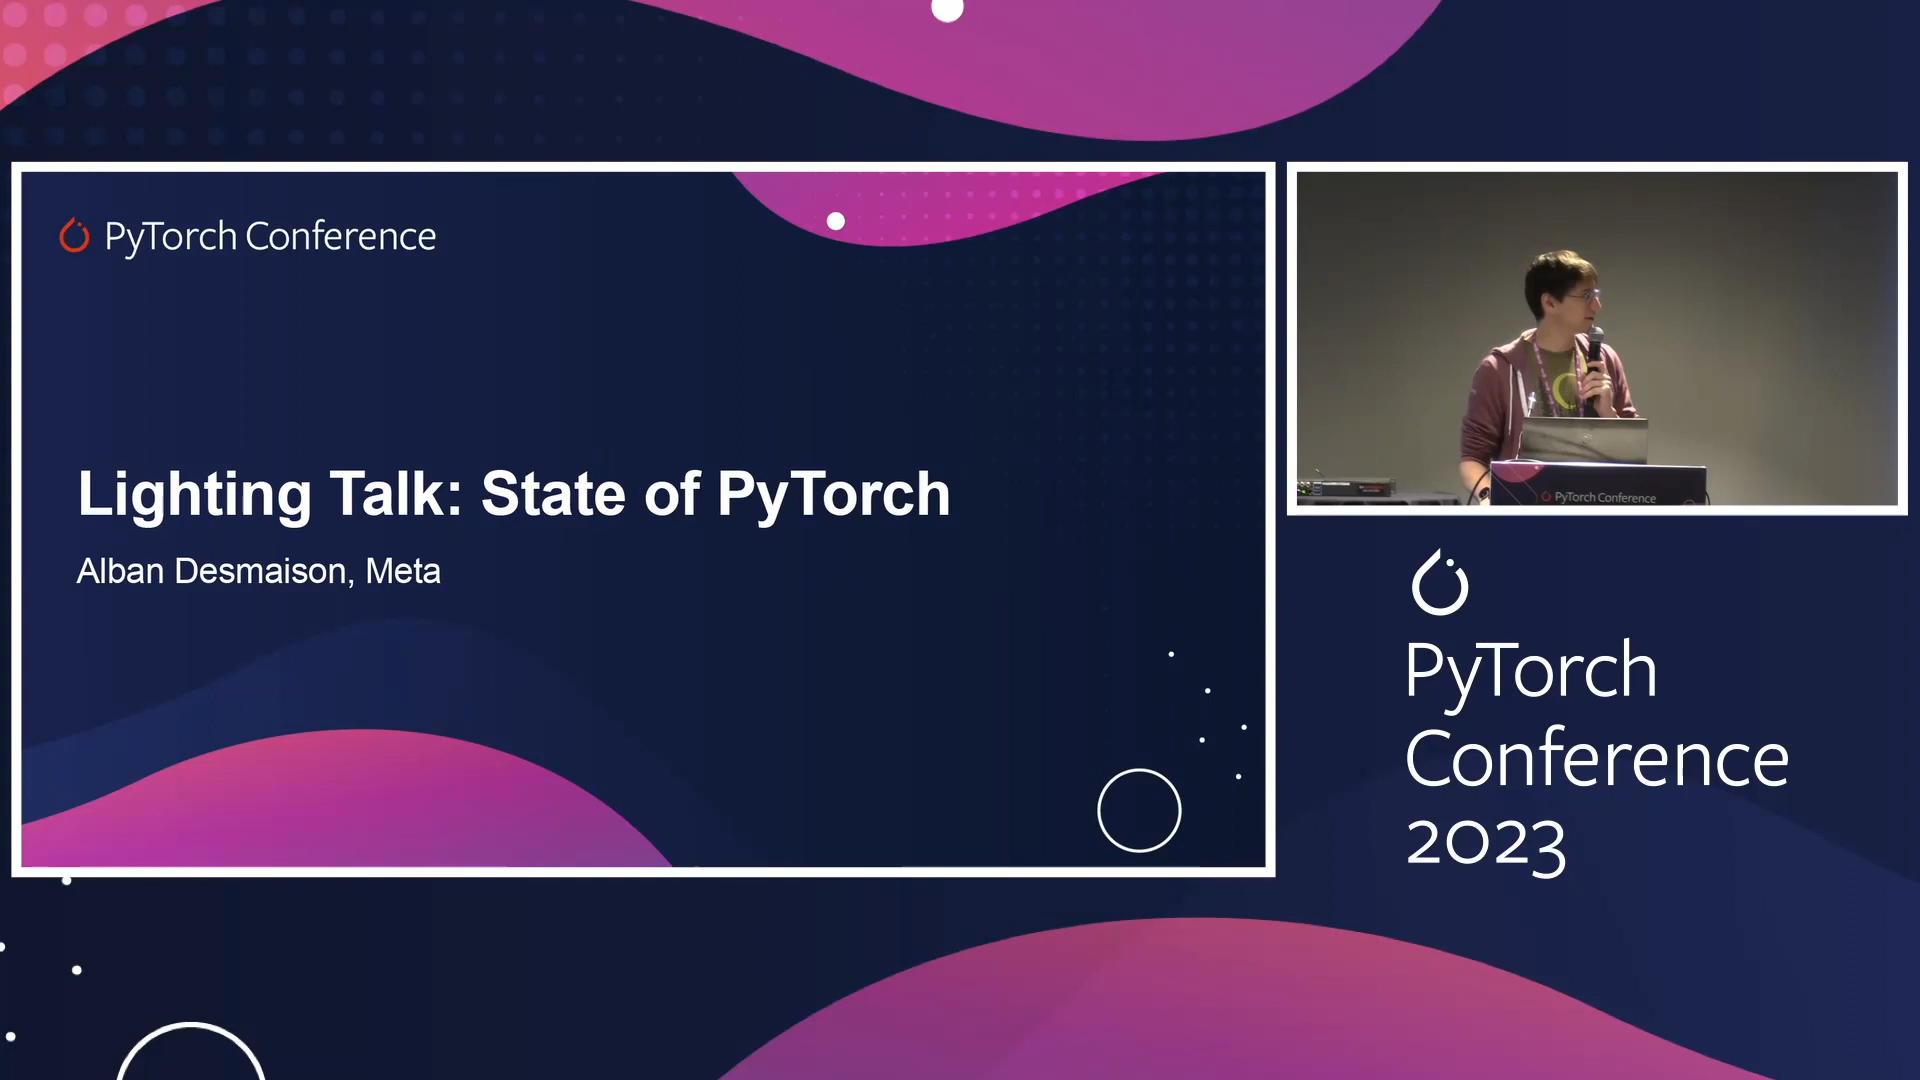 PyTorch Conference
Lighting Talk: State of PyTorch
Alban Desmaison, Meta
PyTorch Conference
PyTorch
Conference
2023